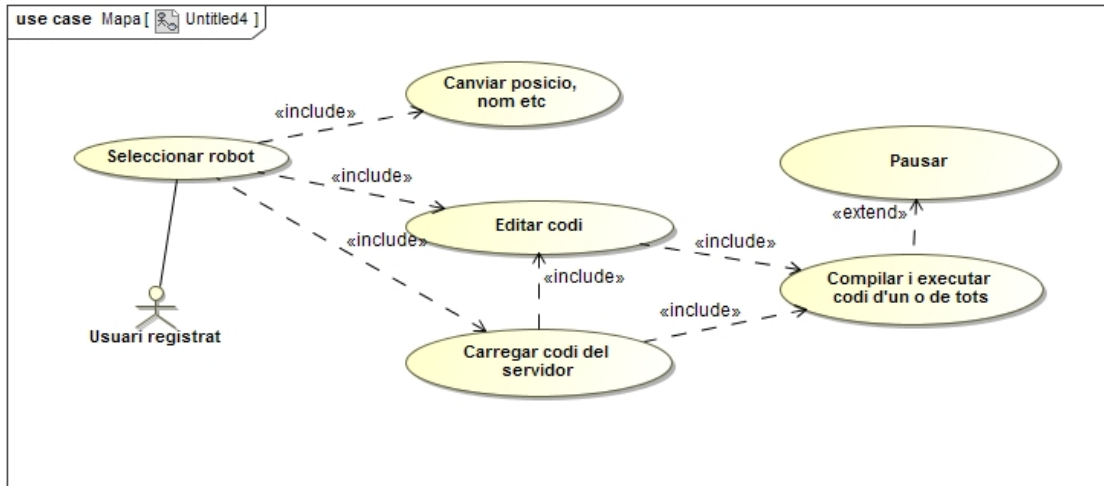 use case Mapa [ Untitled4 ]
Canviar posicio,
nom etc
«include»
Seleccionar robot
Pausar
«include»
«extend»
Editar codi
«include»
«include»
«include»
Compilar i executar
codi d'un o de tots
«include»
Usuari registrat
Carregar codi del
servidor